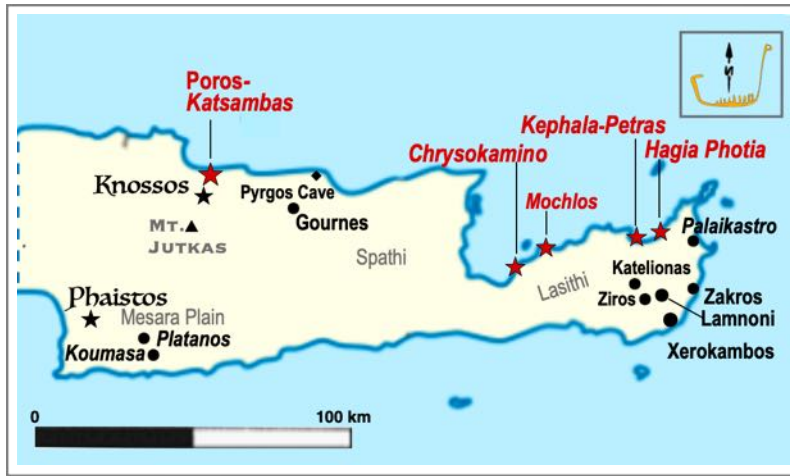 Poros-
Katsambas
Kephala-Petras
Hagia Photia
Chrysokamino
Knossos
Pyrgos Cave
Mochlos
Gournes
Palaikastro
MT.
JUTKAS
Spathi
Katelionas
Lasithi
Phaistos
Ziros
Zakros
Mesara Plain
Lamnoni
Platanos
Koumasa
Xerokambos
0
100 km
N